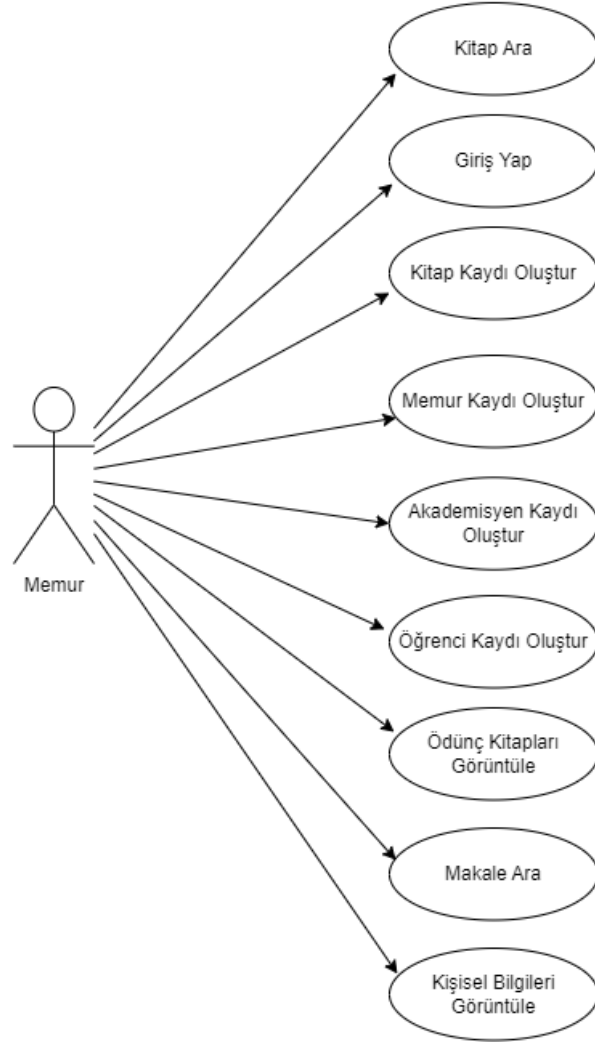 Kitap Ara
Giriş Yap
Kitap Kaydı Oluştur
Memur Kaydı Oluştur
Akademisyen Kaydı
Oluştur
Öğrenci Kaydı Oluştur
Ödünç Kitapları
Görüntüle
Makale Ara
Kişisel Bilgileri
Görüntüle
Memur